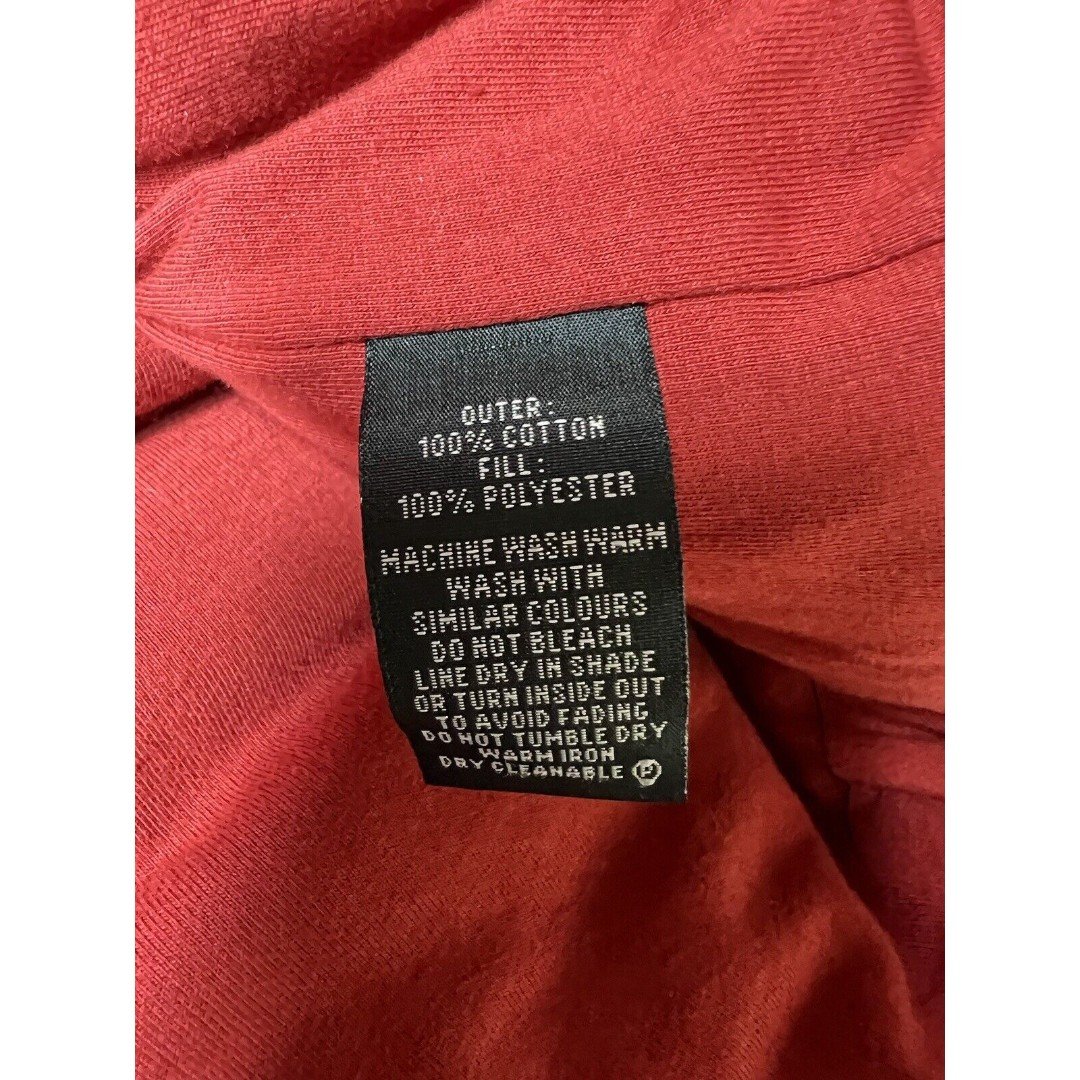 OUTER:
100% COTTON
FILL:
100% POLYESTER
MACHINE WASH WARM
WASH WITH
SIMILAR COLOURS
DO NOT BLEACH
LINE DRY IN SHADE
OR TURN INSIDE OUT
TO AVOID FADING
DO NOT TUMBLE DRY
WARM IRON
DRY CLEANABLE Ⓟ